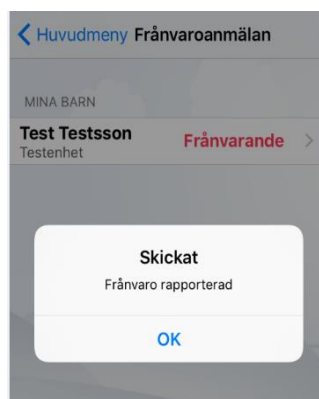 Huvudmeny Frånvaroanmälan
MINA BARN
Test Testsson Frånvarande
Testenhet
Skickat
Frånvaro rapporterad
OK